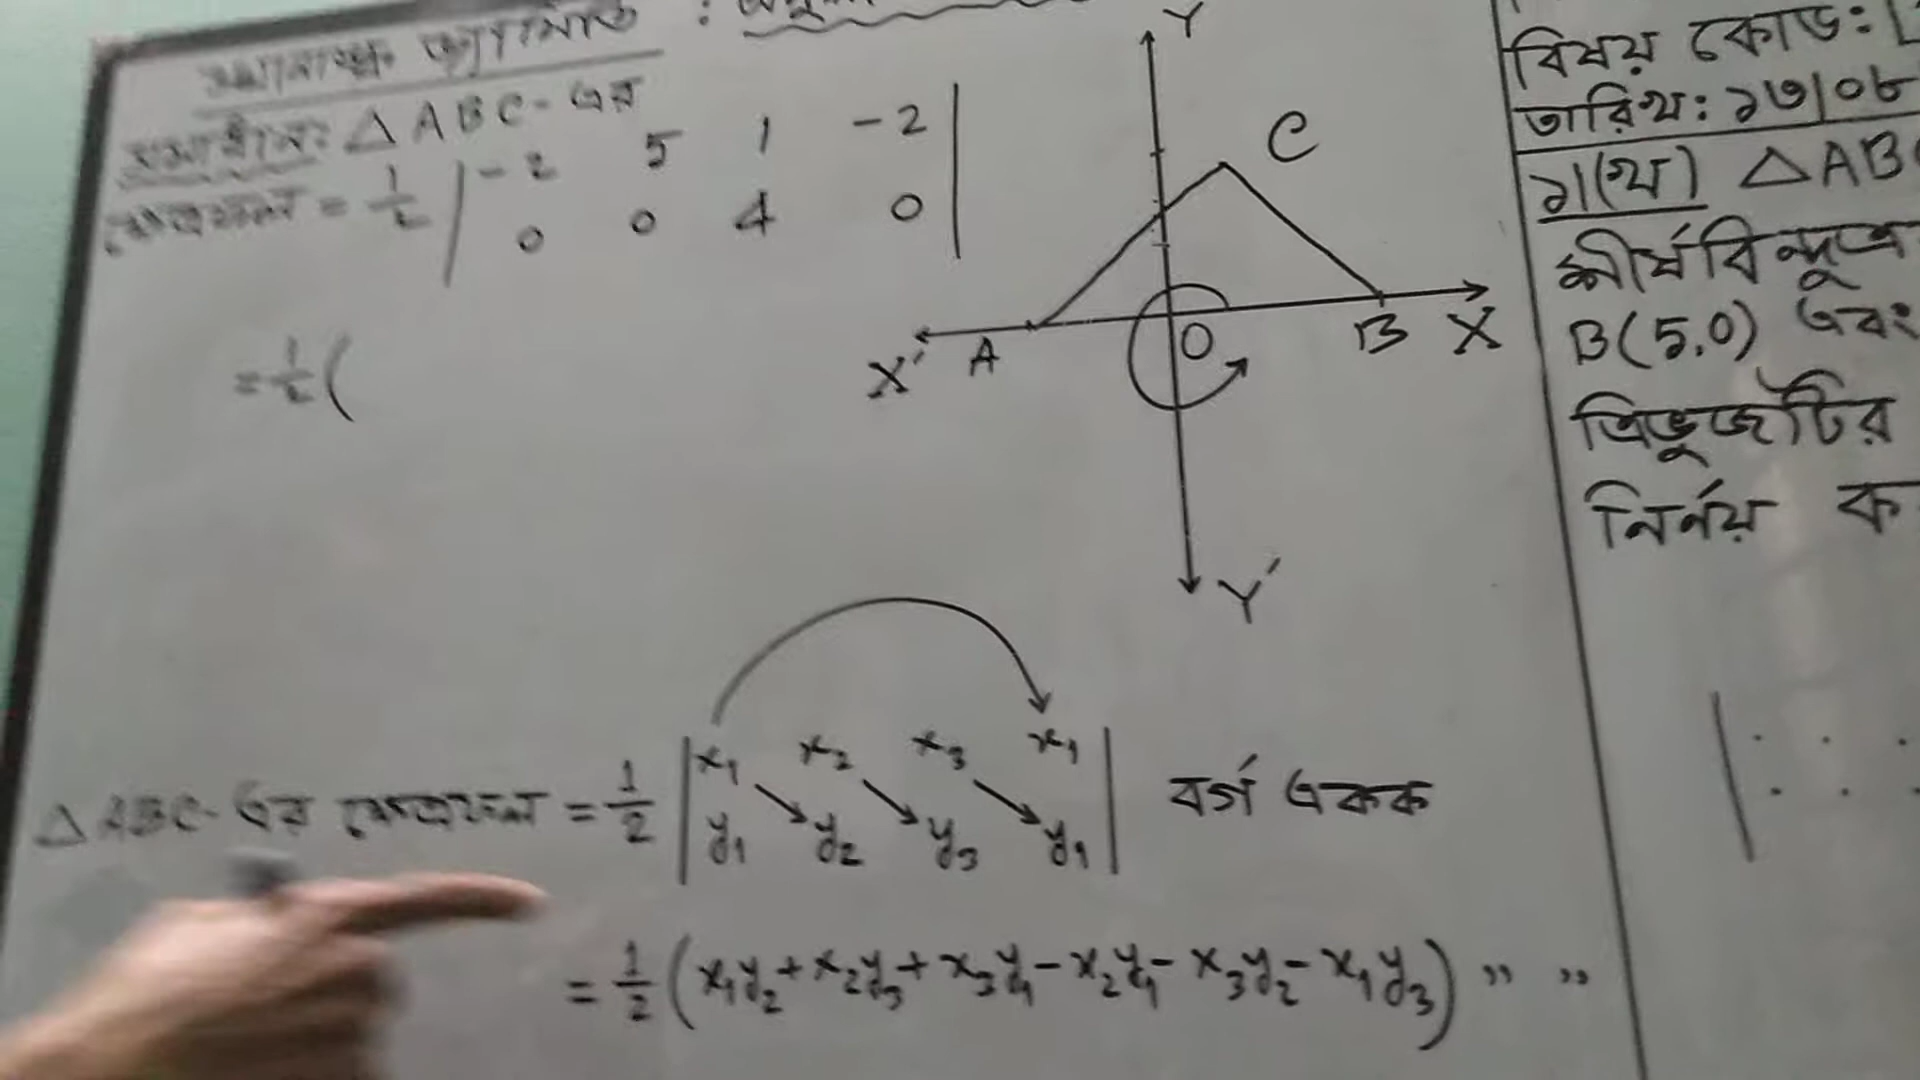 স্থানাঙ্ক জ্যামিতি :
সমাধান: △ABC-এর
ক্ষেত্রফল = 1/2 | -2 5 1 -2 |
0 0 4 0
= 1/2 (
Y
C
X' A O B X
Y'
△ABC-এর ক্ষেত্রফল = 1/2 | x₁ x₂ x₃ x₁ | বর্গ একক
y₁ y₂ y₃ y₁
= 1/2 (x₁y₂+x₂y₃+x₃y₁-x₂y₁-x₃y₂-x₁y₃) ” ”
বিষয় কোড:
তারিখ: ১৩|০৮
১।(খ) △AB
শীর্ষবিন্দুত্র
B(5,0) এবং
ত্রিভুজটির
নির্ণয় ক